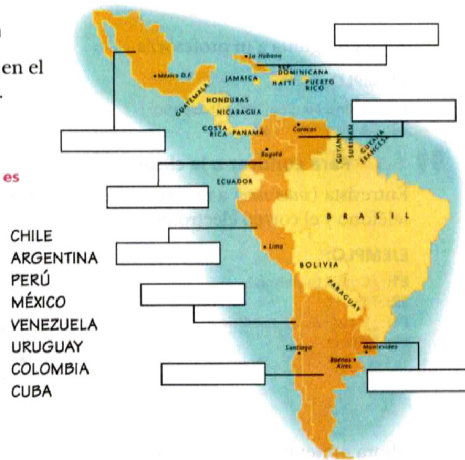 en el
es
La Habana
REP.
DOMINICANA
JAMAICA
HAITÍ
PUERTO
RICO
México D.F.
GUATEMALA
HONDURAS
NICARAGUA
COSTA
RICA
PANAMÁ
Caracas
GUYANA
SURINAM
GUYANA
FRANCESA
Bogotá
ECUADOR
BRASIL
Lima
BOLIVIA
PARAGUAY
Santiago
Montevideo
Buenos
Aires
CHILE
ARGENTINA
PERÚ
MÉXICO
VENEZUELA
URUGUAY
COLOMBIA
CUBA